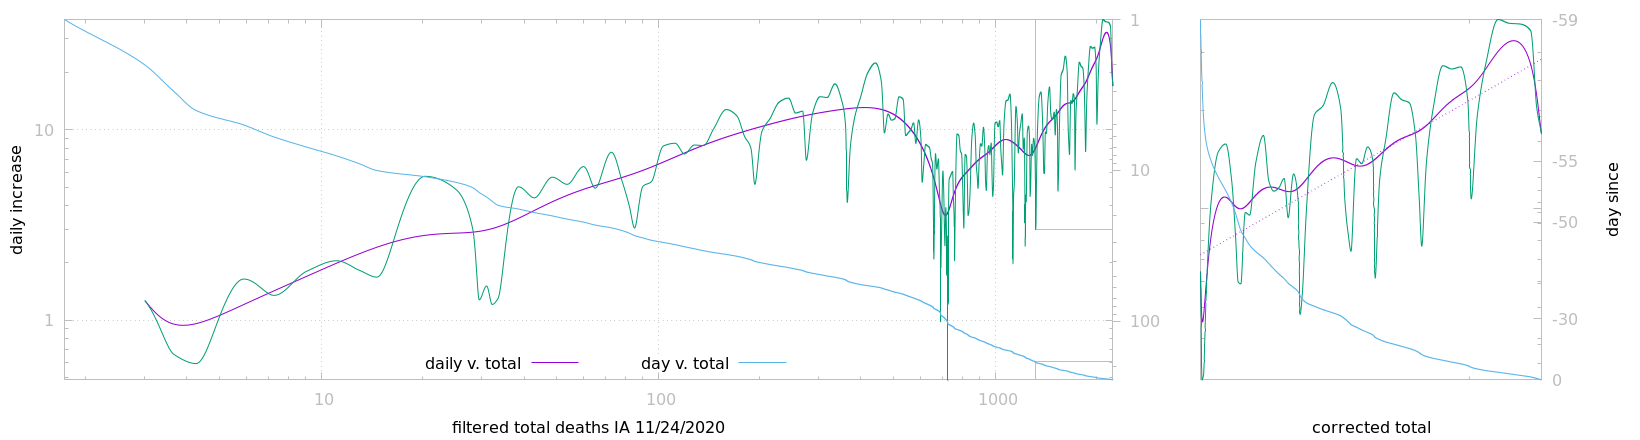 daily increase
10
1
10
100
1000
1
10
100
daily v. total
day v. total
filtered total deaths IA 11/24/2020
-59
-55
-50
-30
0
day since
corrected total